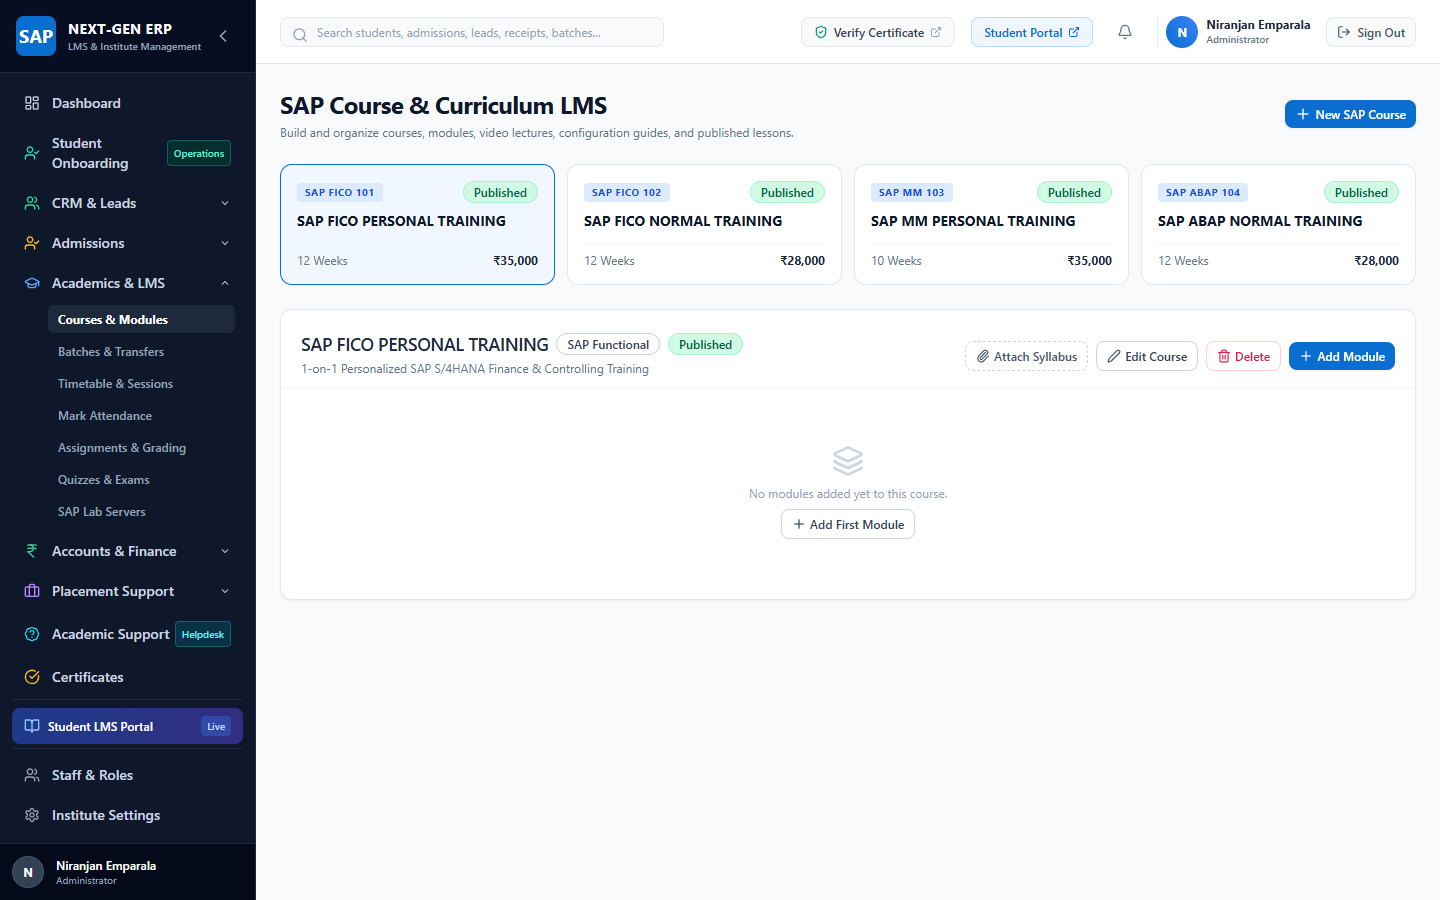 SAP
NEXT-GEN ERP
LMS & Institute Management
Dashboard
Student Onboarding
Operations
CRM & Leads
Admissions
Academics & LMS
Courses & Modules
Batches & Transfers
Timetable & Sessions
Mark Attendance
Assignments & Grading
Quizzes & Exams
SAP Lab Servers
Accounts & Finance
Placement Support
Academic Support
Helpdesk
Certificates
Student LMS Portal
Live
Staff & Roles
Institute Settings
N
Niranjan Emparala
Administrator
Search students, admissions, leads, receipts, batches...
Verify Certificate
Student Portal
N
Niranjan Emparala
Administrator
Sign Out
SAP Course & Curriculum LMS
Build and organize courses, modules, video lectures, configuration guides, and published lessons.
New SAP Course
SAP FICO 101
Published
SAP FICO PERSONAL TRAINING
12 Weeks
₹35,000
SAP FICO 102
Published
SAP FICO NORMAL TRAINING
12 Weeks
₹28,000
SAP MM 103
Published
SAP MM PERSONAL TRAINING
10 Weeks
₹35,000
SAP ABAP 104
Published
SAP ABAP NORMAL TRAINING
12 Weeks
₹28,000
SAP FICO PERSONAL TRAINING
SAP Functional
Published
1-on-1 Personalized SAP S/4HANA Finance & Controlling Training
Attach Syllabus
Edit Course
Delete
Add Module
No modules added yet to this course.
Add First Module